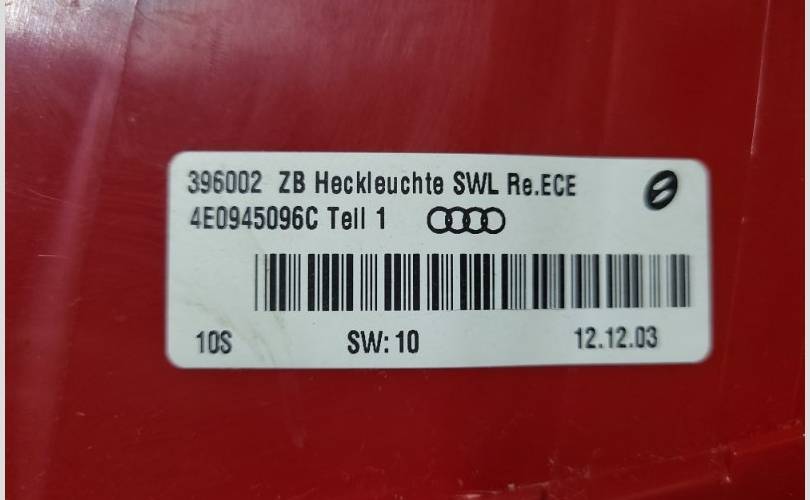 396002 ZB Heckleuchte SWL Re.ECE
4E0945096C Teil 1
10S SW: 10 12.12.03